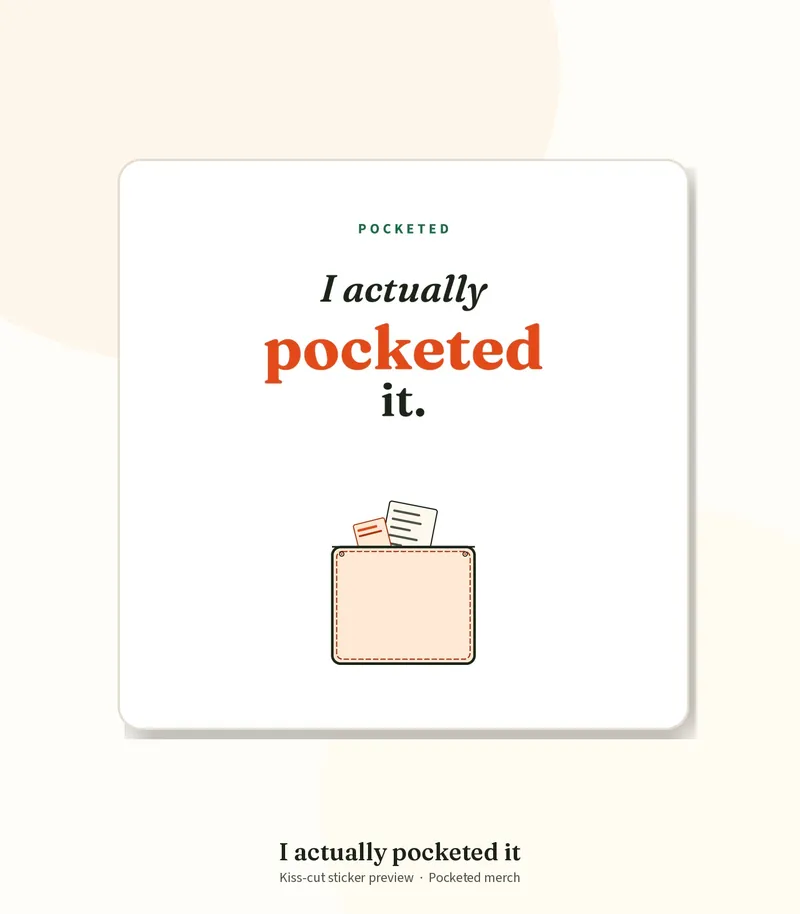 POCKETED
I actually
pocketed
it.
I actually pocketed it
Kiss-cut sticker preview · Pocketed merch